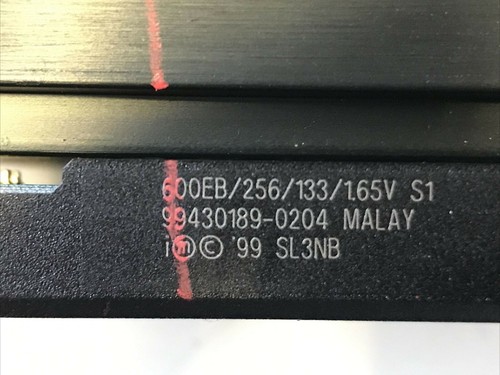 600EB/256/133/1.65V S1
99430189-0204 MALAY
i ⓜ © '99 SL3NB